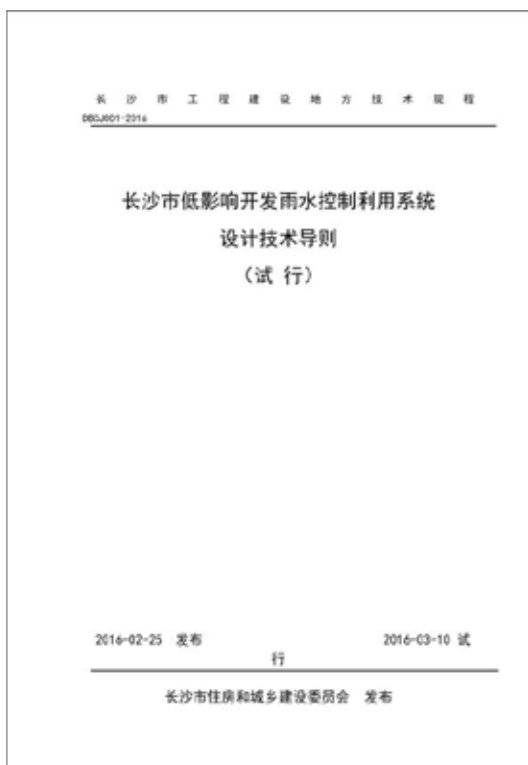 长沙市工程建设地方技术规程
DBGJ001-2016
长沙市低影响开发雨水控制利用系统
设计技术导则
（试 行）
2016-02-25 发布 2016-03-10 试
行
长沙市住房和城乡建设委员会 发布